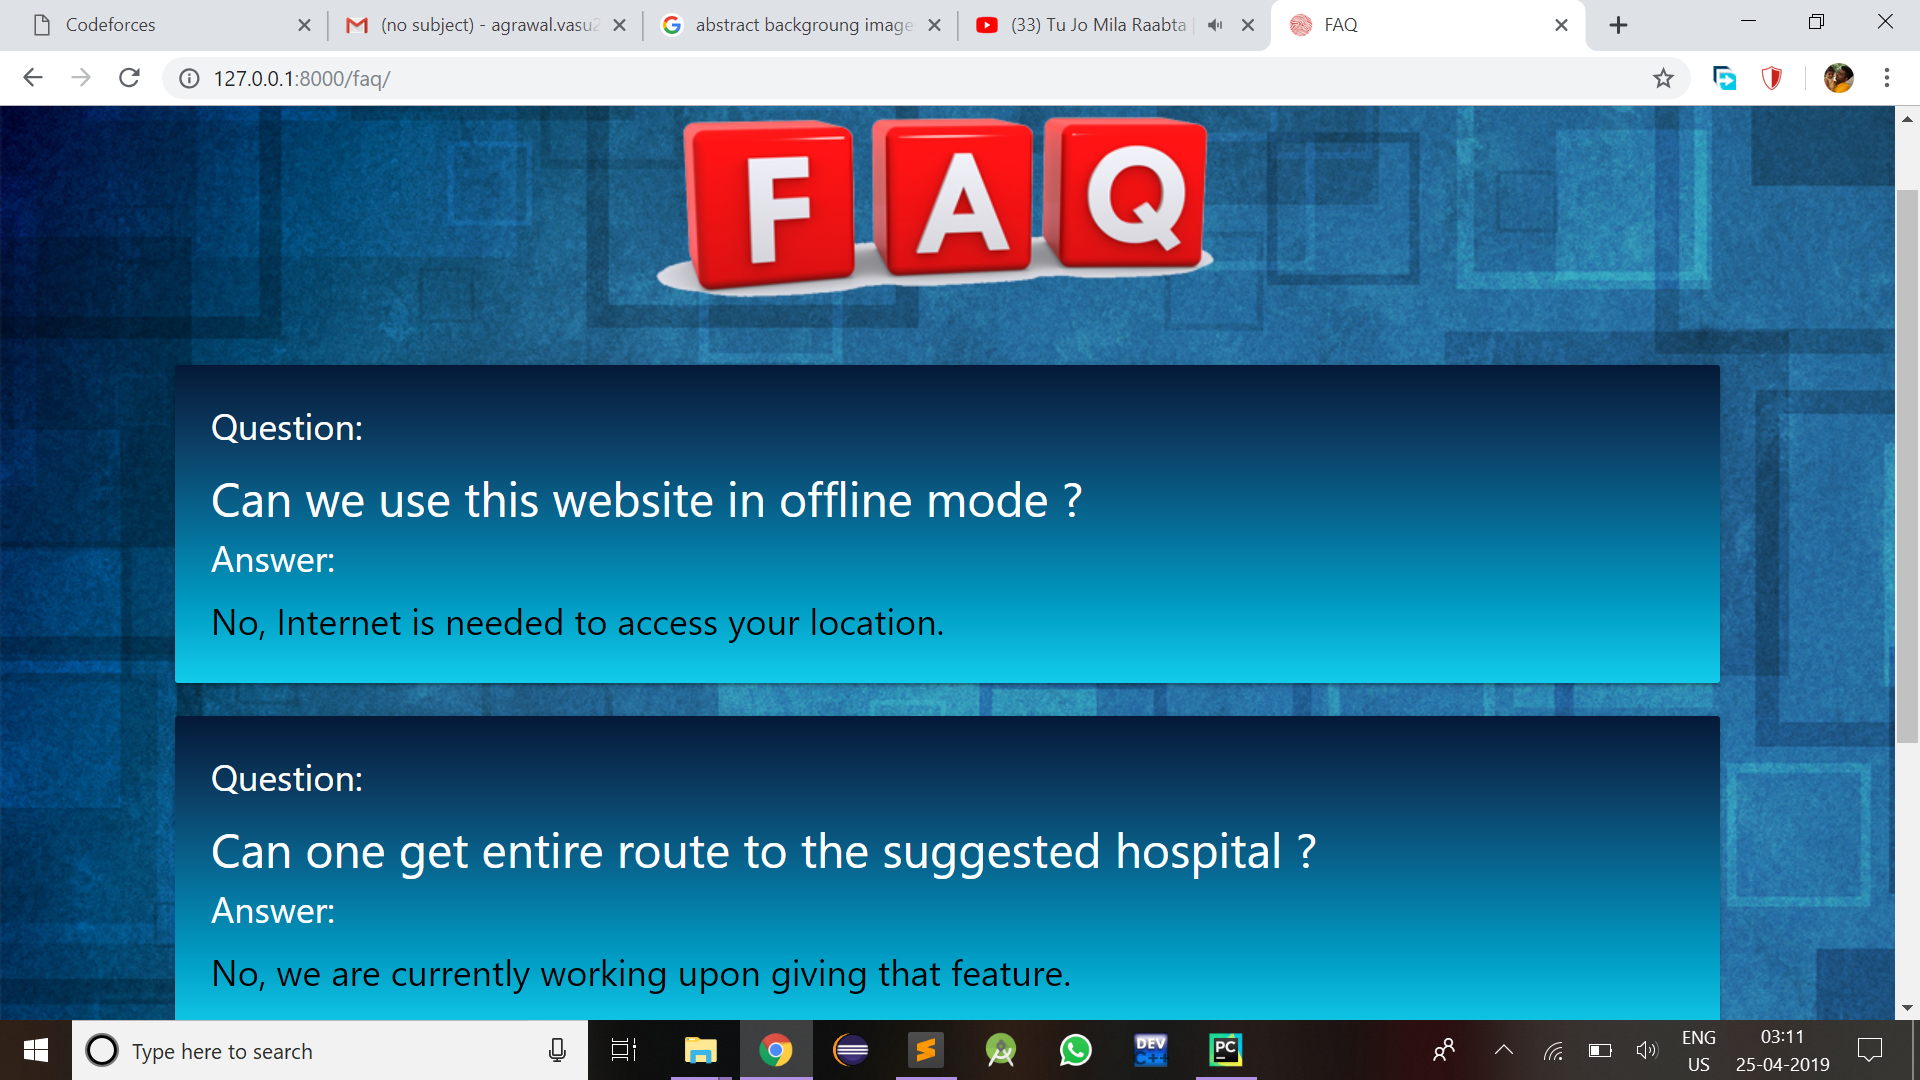 Codeforces
(no subject) - agrawal.vasu
abstract backgroung image
(33) Tu Jo Mila Raabta
FAQ
127.0.0.1:8000/faq/
F A Q
Question:
Can we use this website in offline mode ?
Answer:
No, Internet is needed to access your location.
Question:
Can one get entire route to the suggested hospital ?
Answer:
No, we are currently working upon giving that feature.
Type here to search
DEV
C++
PC
ENG
US
03:11
25-04-2019